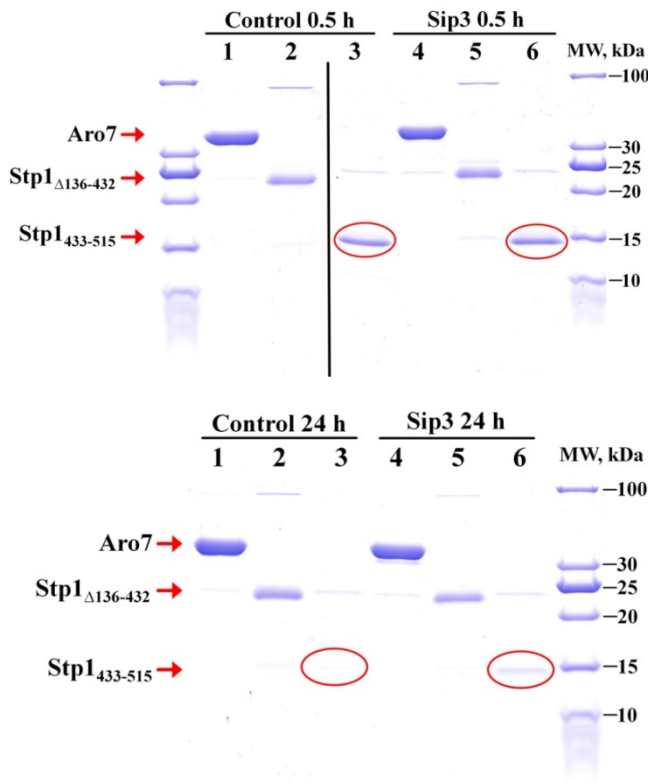 Control 0.5 h Sip3 0.5 h
1 2 3 4 5 6 MW, kDa
–100
Aro7
–30
–25
Stp1Δ136-432
–20
Stp1433-515
–15
–10
Control 24 h Sip3 24 h
1 2 3 4 5 6 MW, kDa
–100
Aro7
–30
Stp1Δ136-432
–25
–20
Stp1433-515
–15
–10